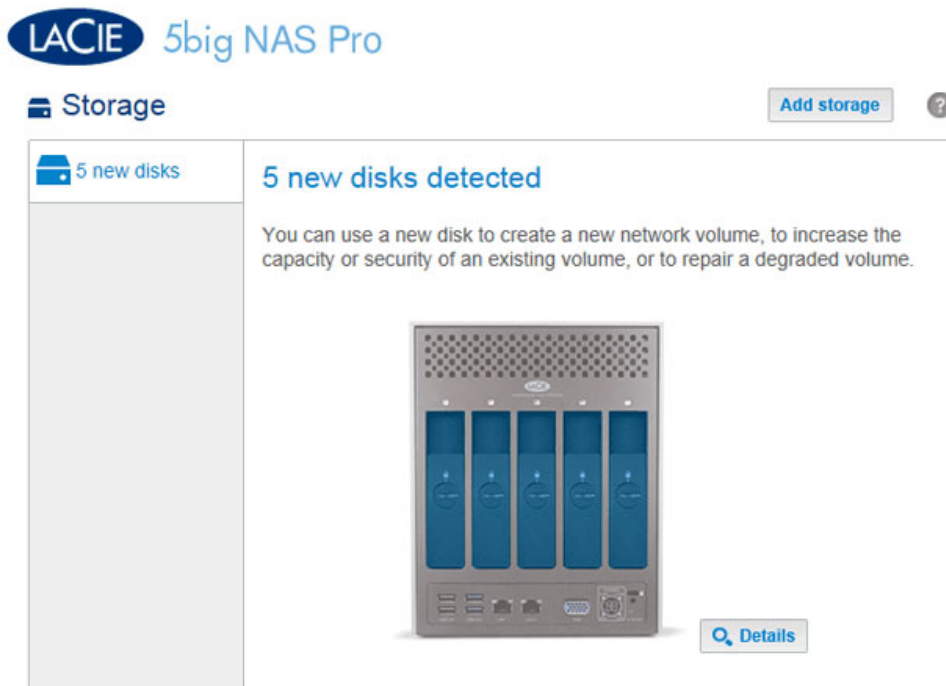 LACIE 5big NAS Pro
Storage
Add storage
?
5 new disks
5 new disks detected
You can use a new disk to create a new network volume, to increase the
capacity or security of an existing volume, or to repair a degraded volume.
LACIE
Details